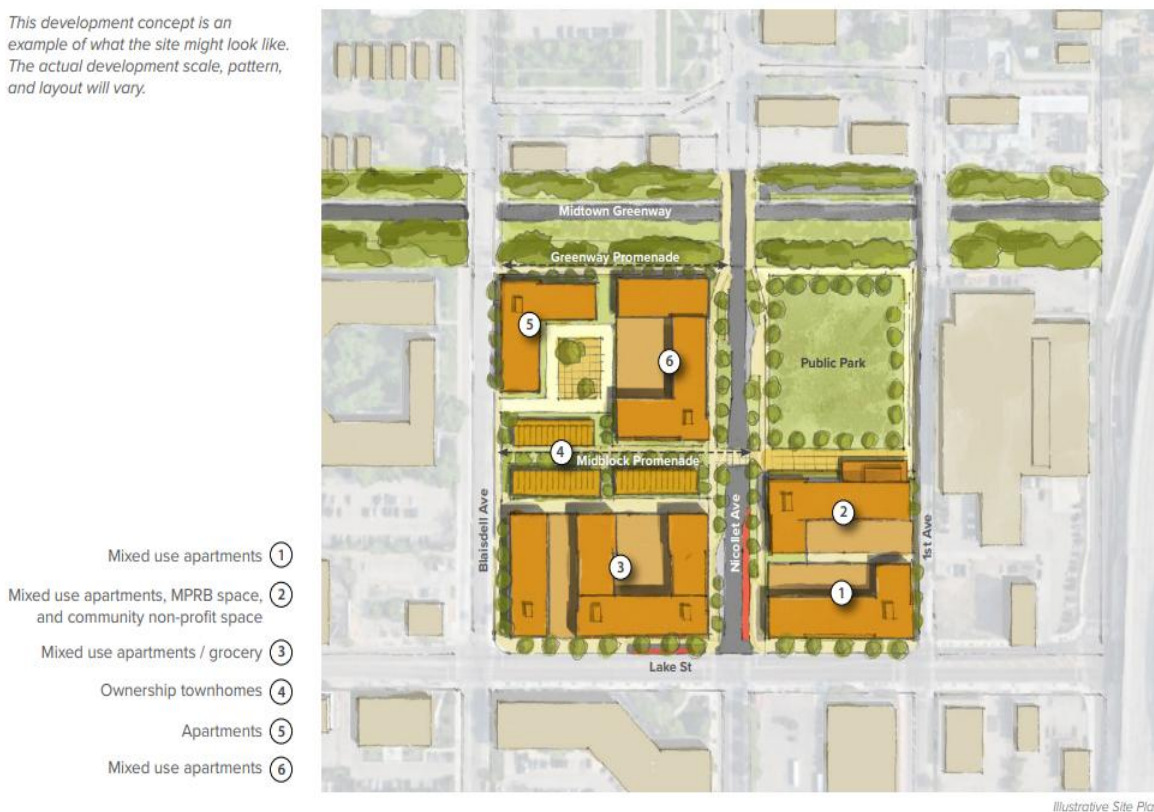 This development concept is an
example of what the site might look like.
The actual development scale, pattern,
and layout will vary.
Midtown Greenway
Greenway Promenade
5
6
Public Park
4
Midblock Promenade
Blaisdell Ave
Nicollet Ave
1st Ave
2
3
1
Lake St
Mixed use apartments 1
Mixed use apartments, MPRB space, 2
and community non-profit space
Mixed use apartments / grocery 3
Ownership townhomes 4
Apartments 5
Mixed use apartments 6
Illustrative Site Pla